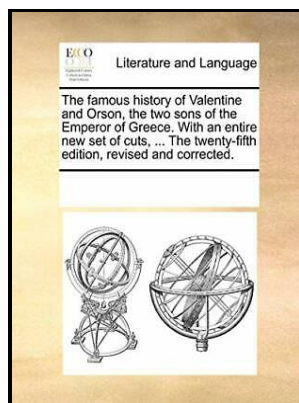 ECCO
Literature and Language
The famous history of Valentine
and Orson, the two sons of the
Emperor of Greece. With an entire
new set of cuts, ... The twenty-fifth
edition, revised and corrected.